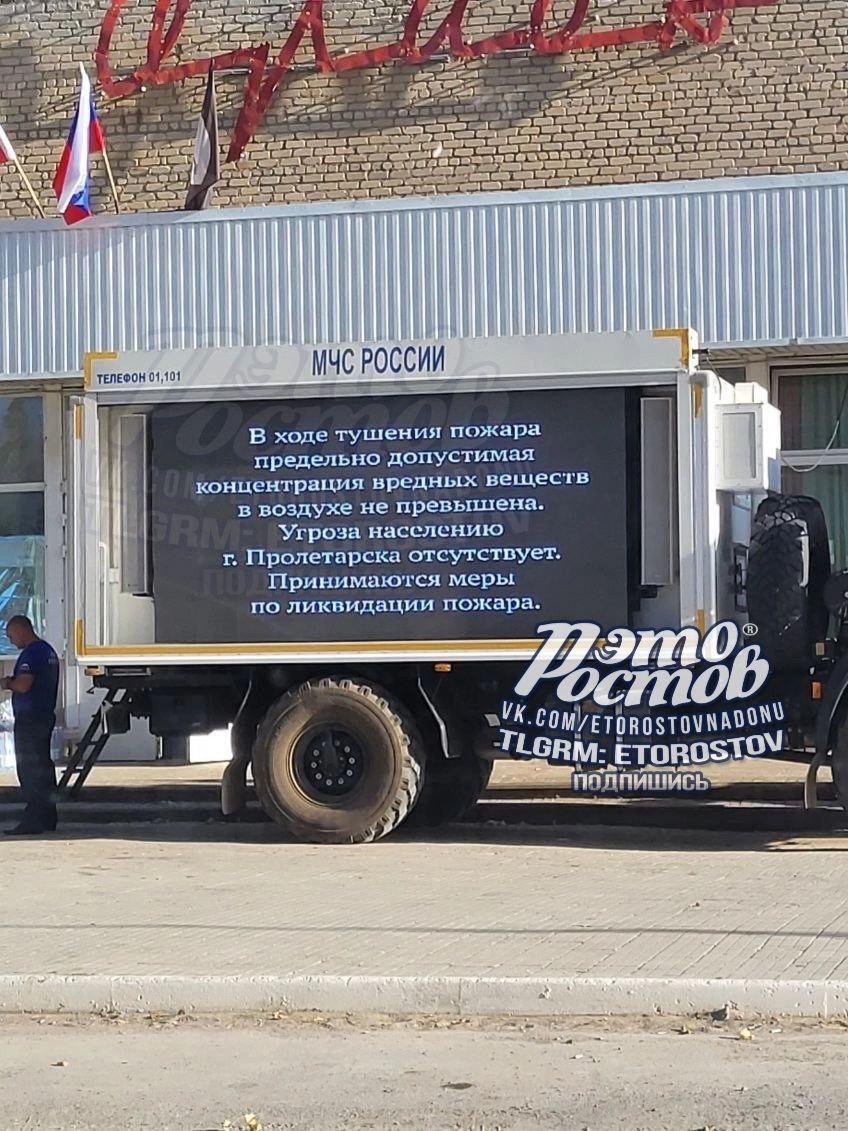 МЧС РОССИИ
ТЕЛЕФОН 01,101
В ходе тушения пожара
предельно допустимая
концентрация вредных веществ
в воздухе не превышена.
Угроза населению
г. Пролетарска отсутствует.
Принимаются меры
по ликвидации пожара.
Рэто Ростов®
VK.COM/ETOROSTOVNADONU
TLGRM: ETOROSTOV
подпишись